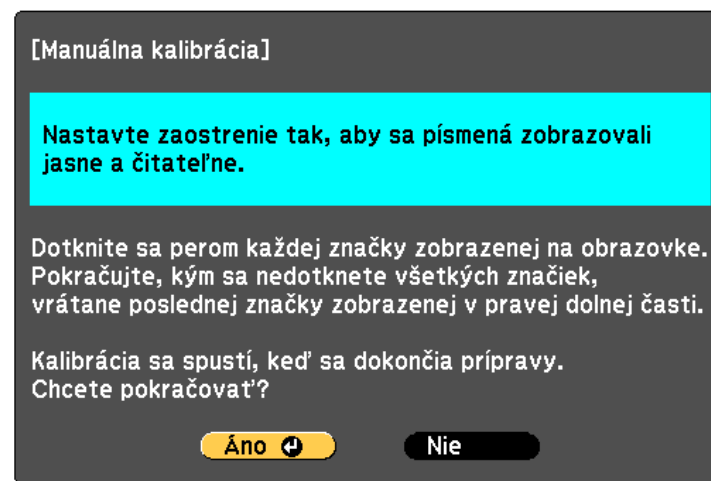 [Manuálna kalibrácia]
Nastavte zaostrenie tak, aby sa písmená zobrazovali
jasne a čitateľne.
Dotknite sa perom každej značky zobrazenej na obrazovke.
Pokračujte, kým sa nedotknete všetkých značiek,
vrátane poslednej značky zobrazenej v pravej dolnej časti.
Kalibrácia sa spustí, keď sa dokončia prípravy.
Chcete pokračovať?
Áno
Nie